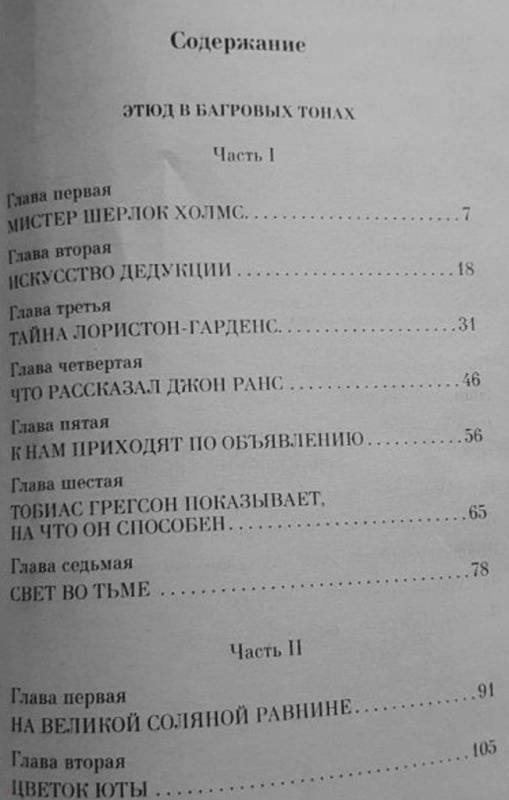 Содержание
ЭТЮД В БАГРОВЫХ ТОНАХ
Часть I
Глава первая
МИСТЕР ШЕРЛОК ХОЛМС. 7
Глава вторая
ИСКУССТВО ДЕДУКЦИИ 18
Глава третья
ТАЙНА ЛОРИСТОН-ГАРДЕНС. 31
Глава четвертая
ЧТО РАССКАЗАЛ ДЖОН РАНС 46
Глава пятая
К НАМ ПРИХОДЯТ ПО ОБЪЯВЛЕНИЮ 56
Глава шестая
ТОБИАС ГРЕГСОН ПОКАЗЫВАЕТ,
НА ЧТО ОН СПОСОБЕН 65
Глава седьмая
СВЕТ ВО ТЬМЕ 78
Часть II
Глава первая
НА ВЕЛИКОЙ СОЛЯНОЙ РАВНИНЕ 91
Глава вторая
ЦВЕТОК ЮТЫ 105